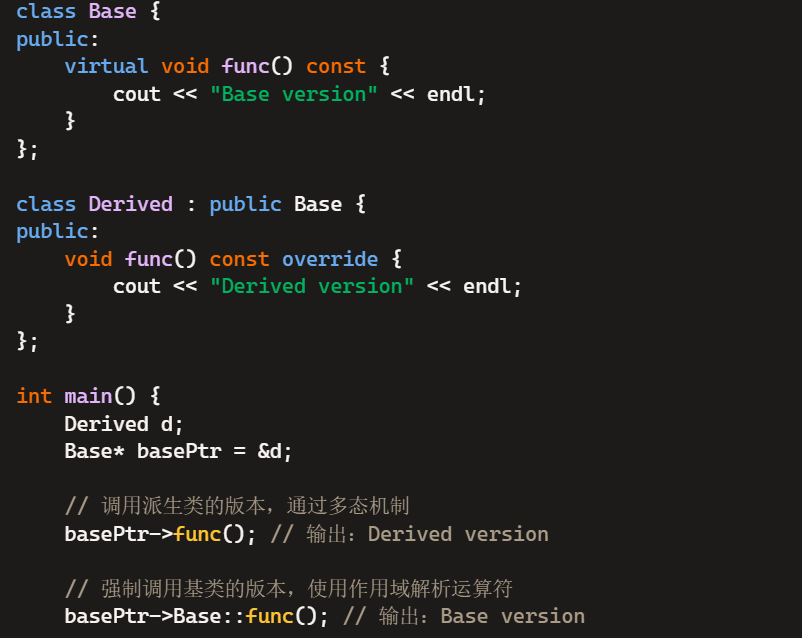 class Base {
public:
    virtual void func() const {
        cout << "Base version" << endl;
    }
};

class Derived : public Base {
public:
    void func() const override {
        cout << "Derived version" << endl;
    }
};

int main() {
    Derived d;
    Base* basePtr = &d;

    // 调用派生类的版本，通过多态机制
    basePtr->func(); // 输出：Derived version

    // 强制调用基类的版本，使用作用域解析运算符
    basePtr->Base::func(); // 输出：Base version